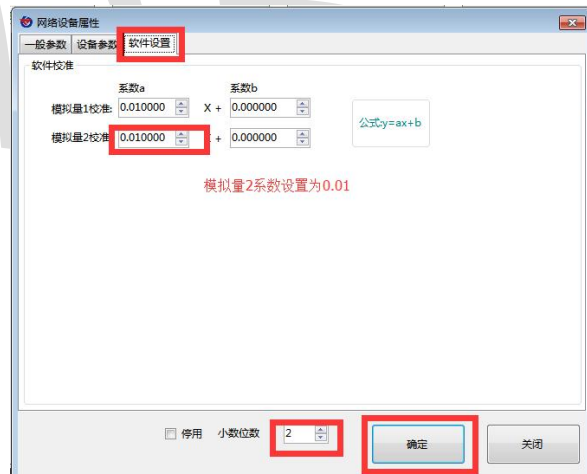 网络设备属性
一般参数 设备参数 软件设置
软件校准
系数a 系数b
模拟量1校准: 0.010000 X + 0.000000
模拟量2校准 0.010000 + 0.000000
公式:y=ax+b
模拟量2系数设置为0.01
停用 小数位数 2 确定 关闭